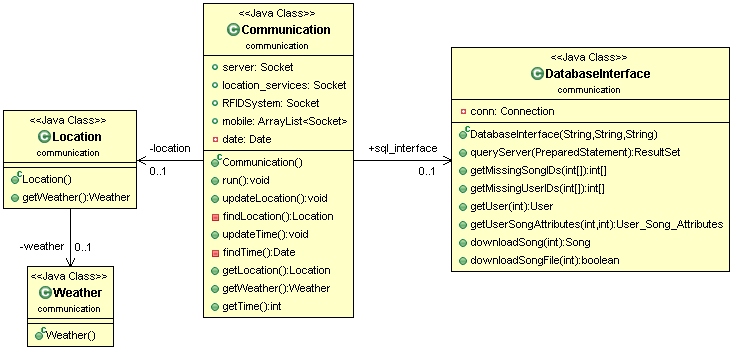 <<Java Class>>
Communication
communication
server: Socket
location_services: Socket
RFIDSystem: Socket
mobile: ArrayList<Socket>
date: Date
Communication()
run():void
updateLocation():void
findLocation():Location
updateTime():void
findTime():Date
getLocation():Location
getWeather():Weather
getTime():int
-location
0..1
+sql_interface
0..1
<<Java Class>>
Location
communication
Location()
getWeather():Weather
-weather
0..1
<<Java Class>>
Weather
communication
Weather()
<<Java Class>>
DatabaseInterface
communication
conn: Connection
DatabaseInterface(String,String,String)
queryServer(PreparedStatement):ResultSet
getMissingSongIDs(int[]):int[]
getMissingUserIDs(int[]):int[]
getUser(int):User
getUserSongAttributes(int,int):User_Song_Attributes
downloadSong(int):Song
downloadSongFile(int):boolean